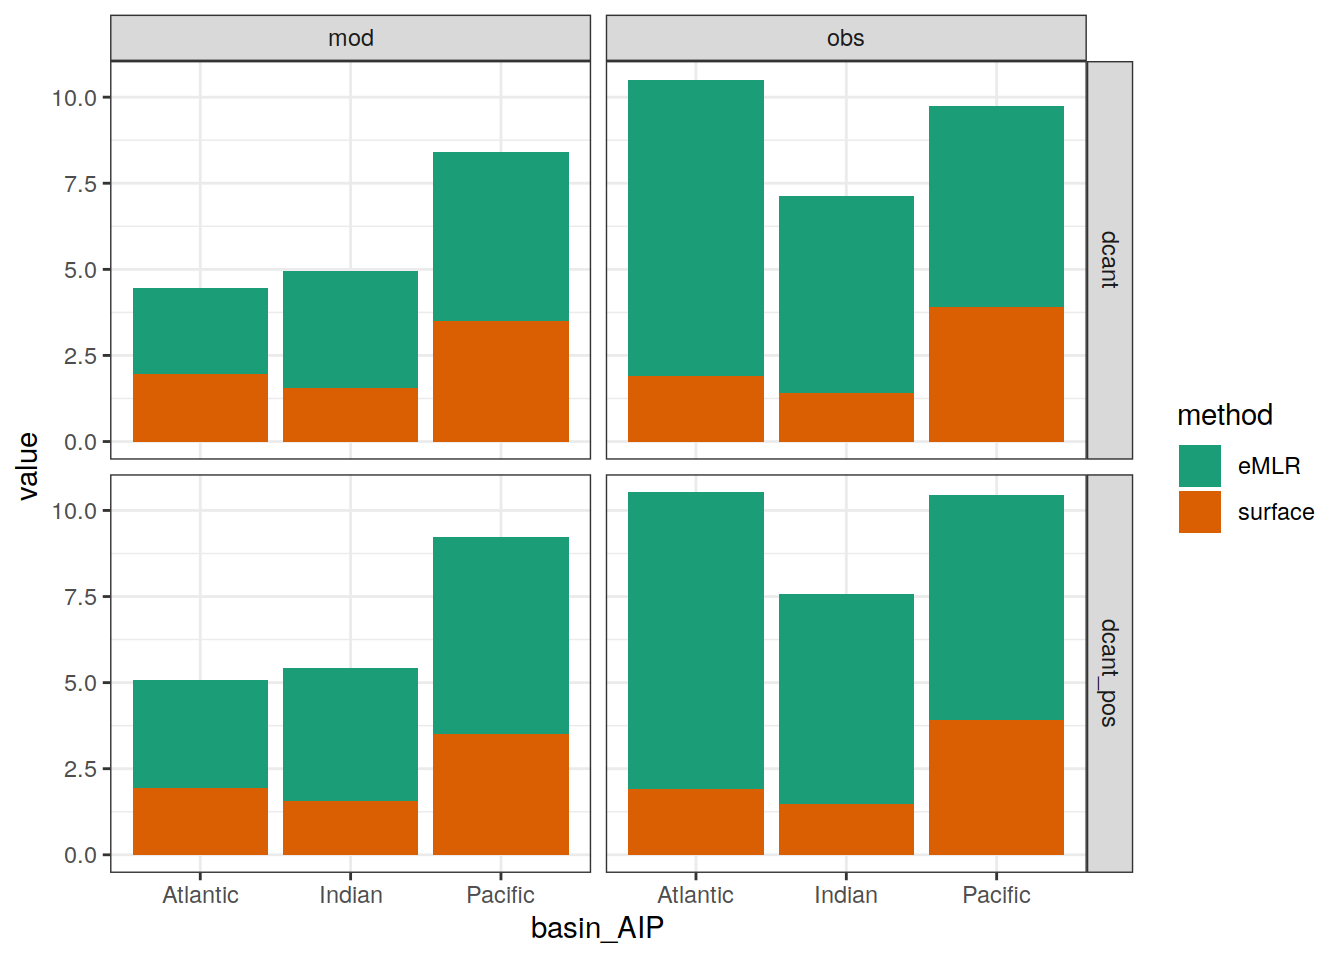 mod
obs
10.0
7.5
5.0
2.5
0.0
dcant
value
10.0
7.5
5.0
2.5
0.0
dcant_pos
Atlantic
Indian
Pacific
Atlantic
Indian
Pacific
basin_AIP
method
eMLR
surface